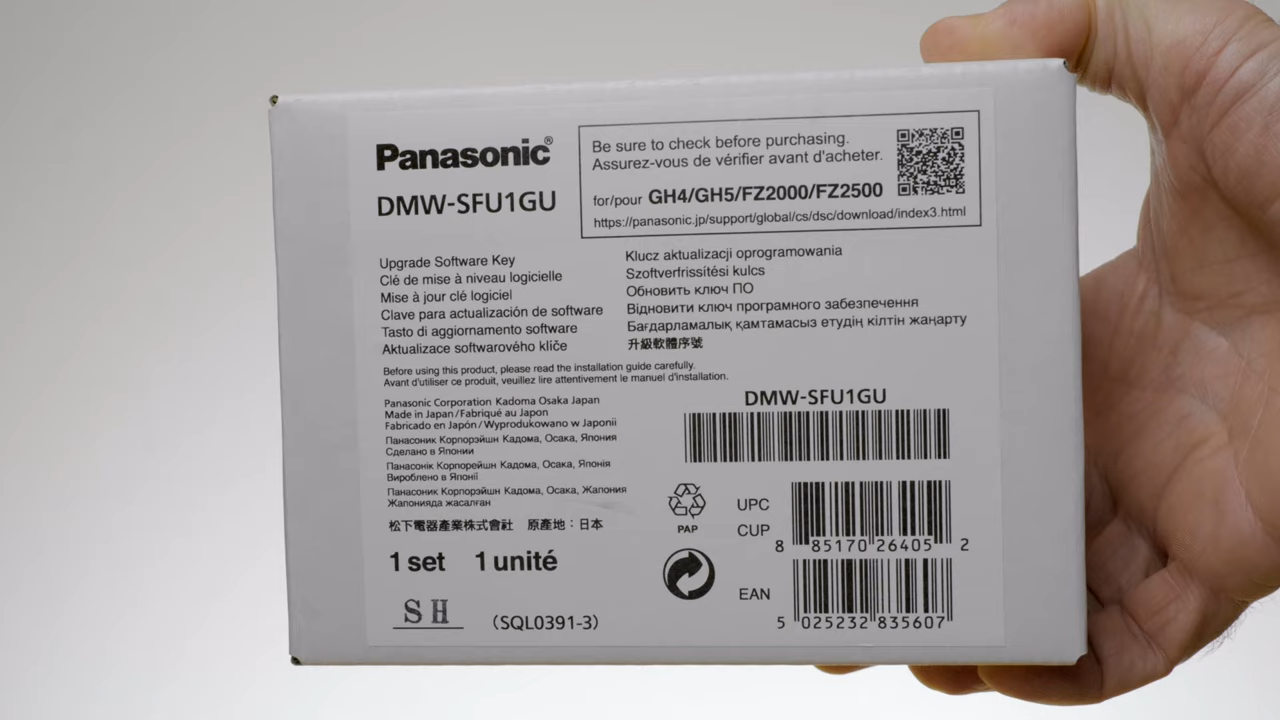 Panasonic®
DMW-SFU1GU
Be sure to check before purchasing.
Assurez-vous de vérifier avant d'acheter.
for/pour GH4/GH5/FZ2000/FZ2500
https://panasonic.jp/support/global/cs/dsc/download/index3.html
Upgrade Software Key
Clé de mise à niveau logicielle
Mise à jour clé logiciel
Clave para actualización de software
Tasto di aggiornamento software
Aktualizace softwarového klíče
Klucz aktualizacji oprogramowania
Szoftverfrissítési kulcs
Обновить ключ ПО
Відновити ключ програмного забезпечення
Бағдарламалық қамтамасыз етудің кілтін жаңарту
升級軟體序號
Before using this product, please read the installation guide carefully.
Avant d'utiliser ce produit, veuillez lire attentivement le manuel d'installation.
Panasonic Corporation Kadoma Osaka Japan
Made in Japan/Fabriqué au Japon
Fabricado en Japón/Wyprodukowano w Japonii
Панасоник Корпорэйшн Кадома, Осака, Япония
Сделано в Японии
Панасонік Корпорейшн Кадома, Осака, Японія
Вироблено в Японії
Панасоник Корпорэйшн Кадома, Осака, Жапония
Жапонияда жасалған
松下電器產業株式會社 原產地：日本
1 set 1 unité
SH
(SQL0391-3)
DMW-SFU1GU
PAP
UPC
CUP
8 85170 26405 2
EAN
5 025232 835607